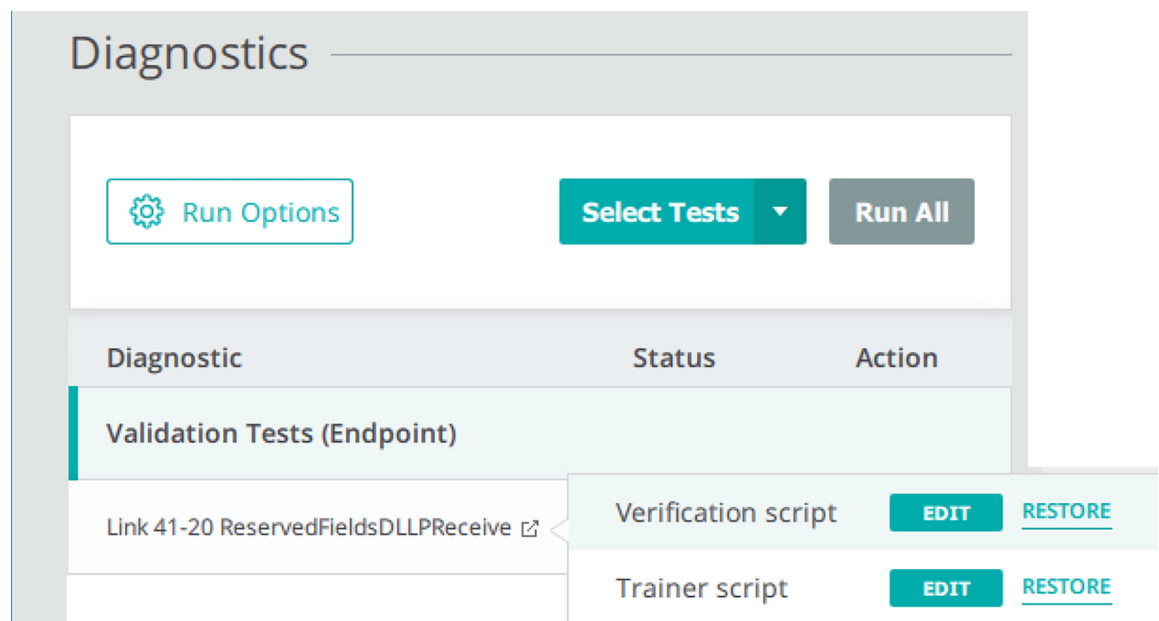 Diagnostics
Run Options
Select Tests
Run All
Diagnostic Status Action
Validation Tests (Endpoint)
Link 41-20 ReservedFieldsDLLPReceive
Verification script EDIT RESTORE
Trainer script EDIT RESTORE